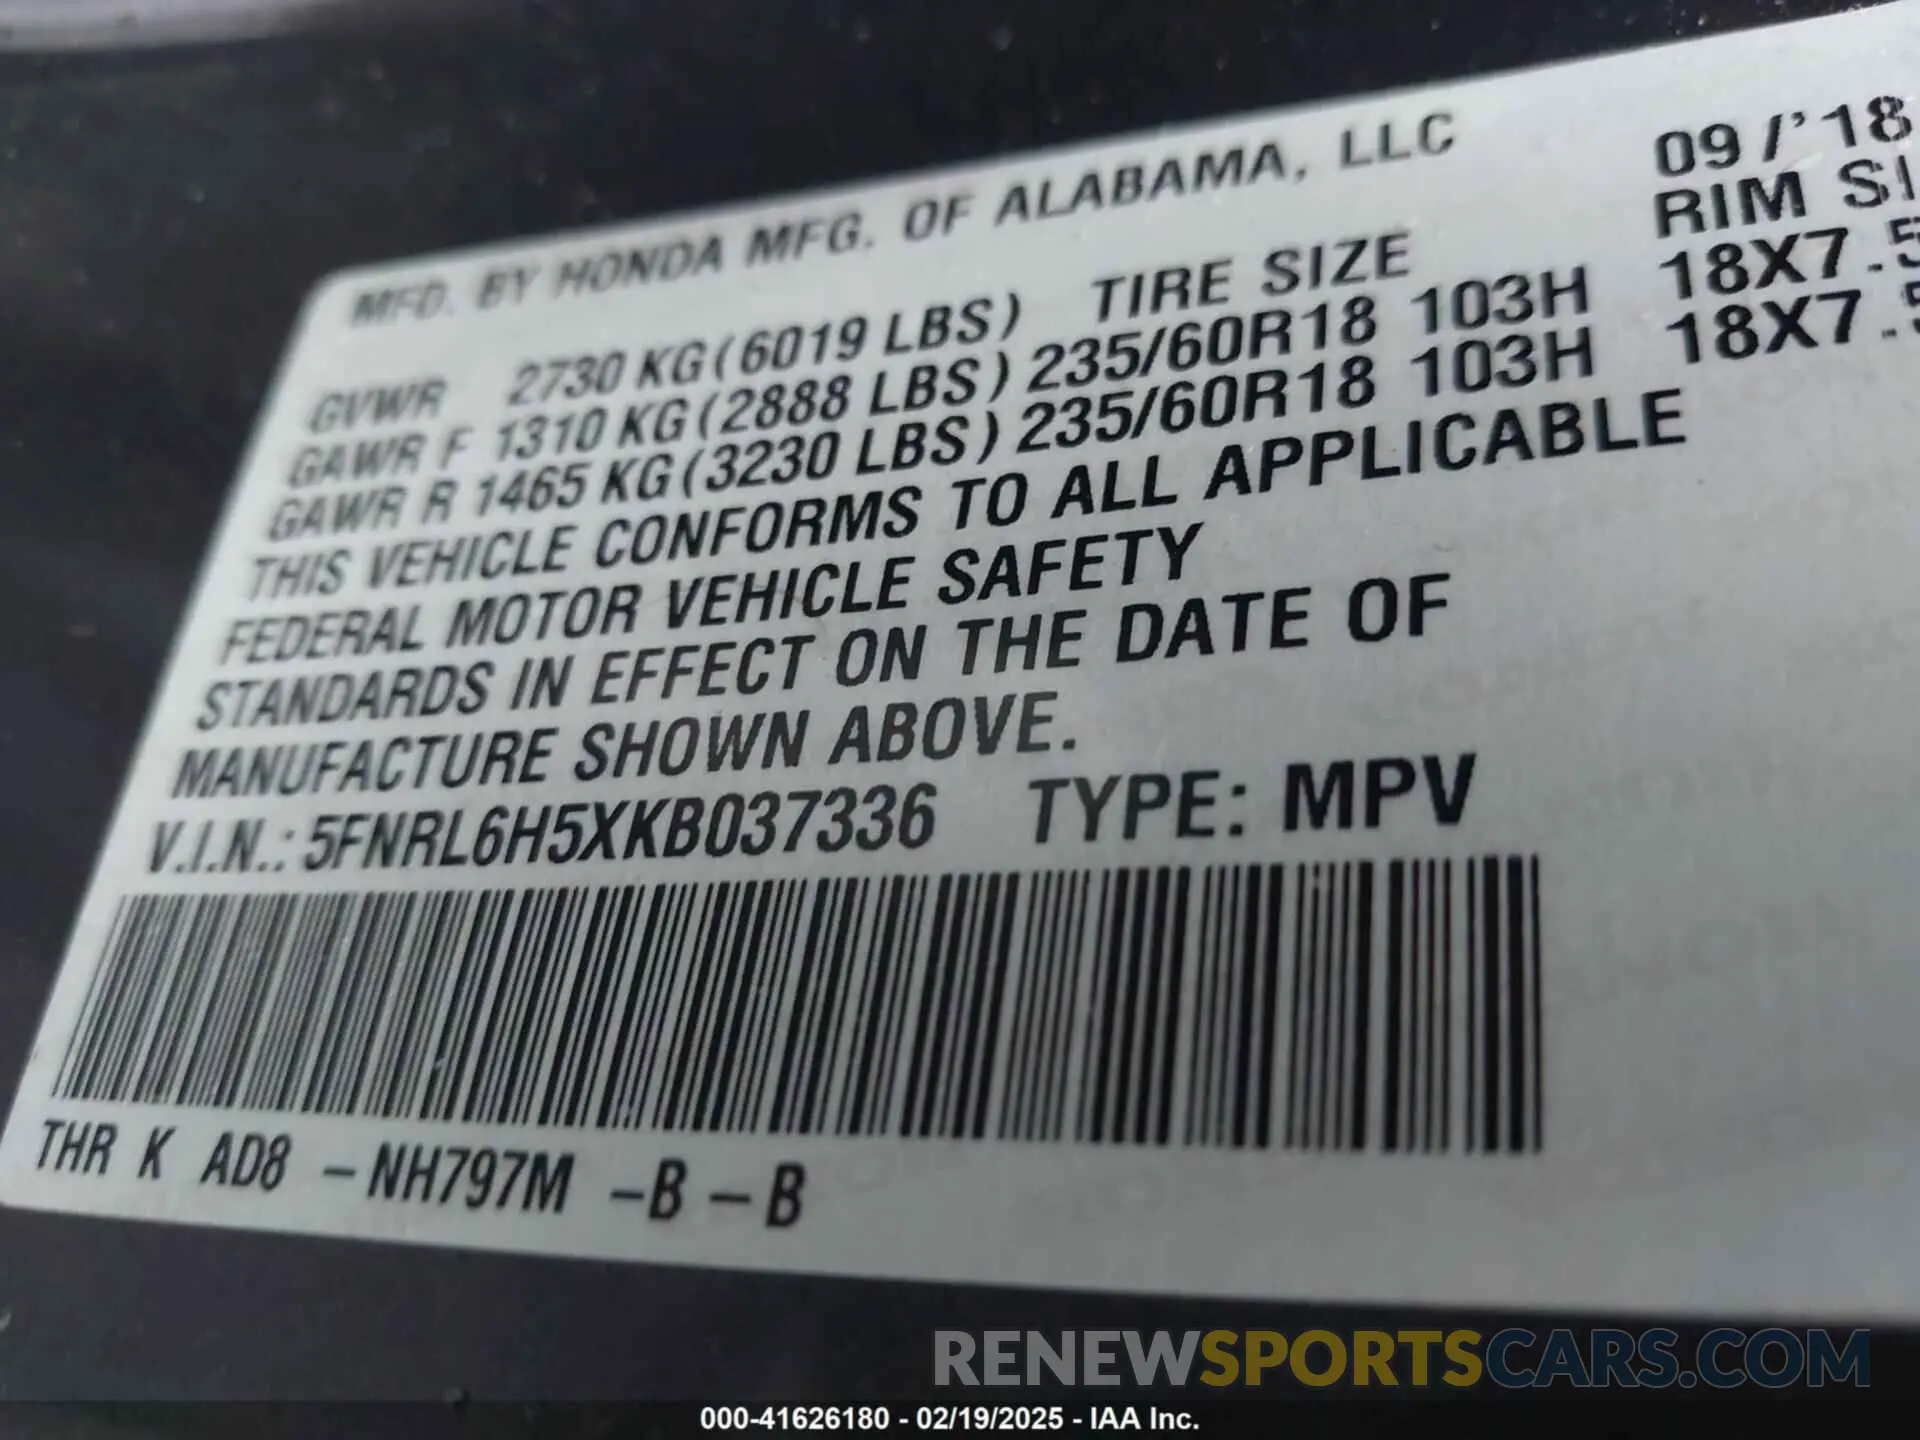 MFD. BY HONDA MFG. OF ALABAMA, LLC 09/'18
GVWR 2730 KG(6019 LBS) TIRE SIZE RIM SI
GAWR F 1310 KG(2888 LBS) 235/60R18 103H 18X7.5
GAWR R 1465 KG(3230 LBS) 235/60R18 103H 18X7.5
THIS VEHICLE CONFORMS TO ALL APPLICABLE
FEDERAL MOTOR VEHICLE SAFETY
STANDARDS IN EFFECT ON THE DATE OF
MANUFACTURE SHOWN ABOVE.
V.I.N.: 5FNRL6H5XKB037336 TYPE: MPV
THR K AD8 -NH797M -B -B
RENEWSPORTSCARS.COM
000-41626180 - 02/19/2025 - IAA Inc.